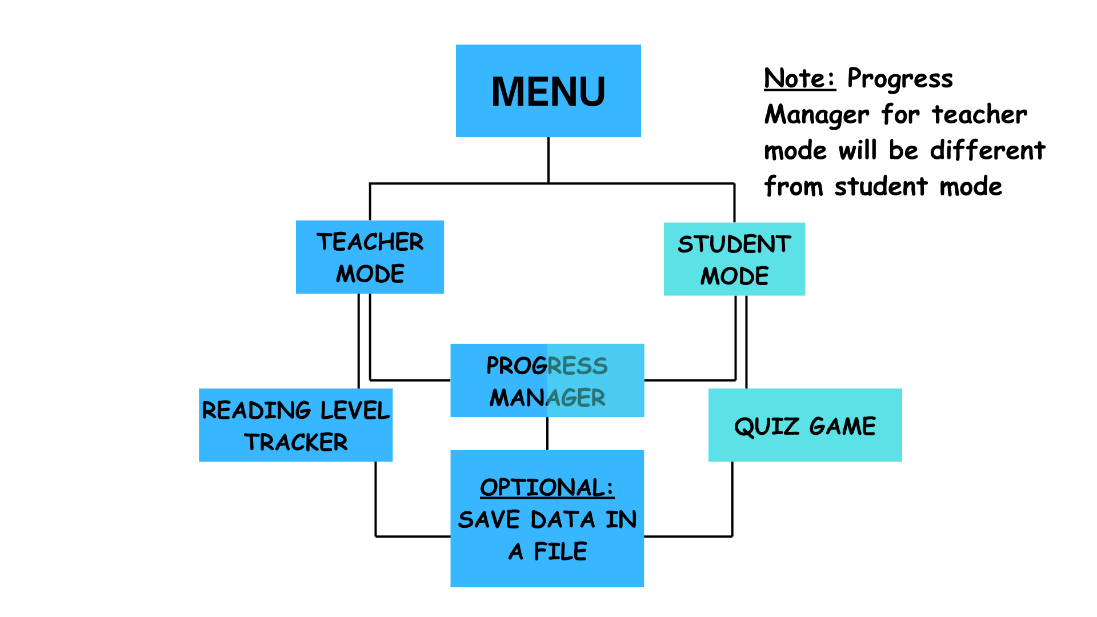 MENU
Note: Progress
Manager for teacher
mode will be different
from student mode
TEACHER
MODE
STUDENT
MODE
PROGRESS
MANAGER
READING LEVEL
TRACKER
QUIZ GAME
OPTIONAL:
SAVE DATA IN
A FILE